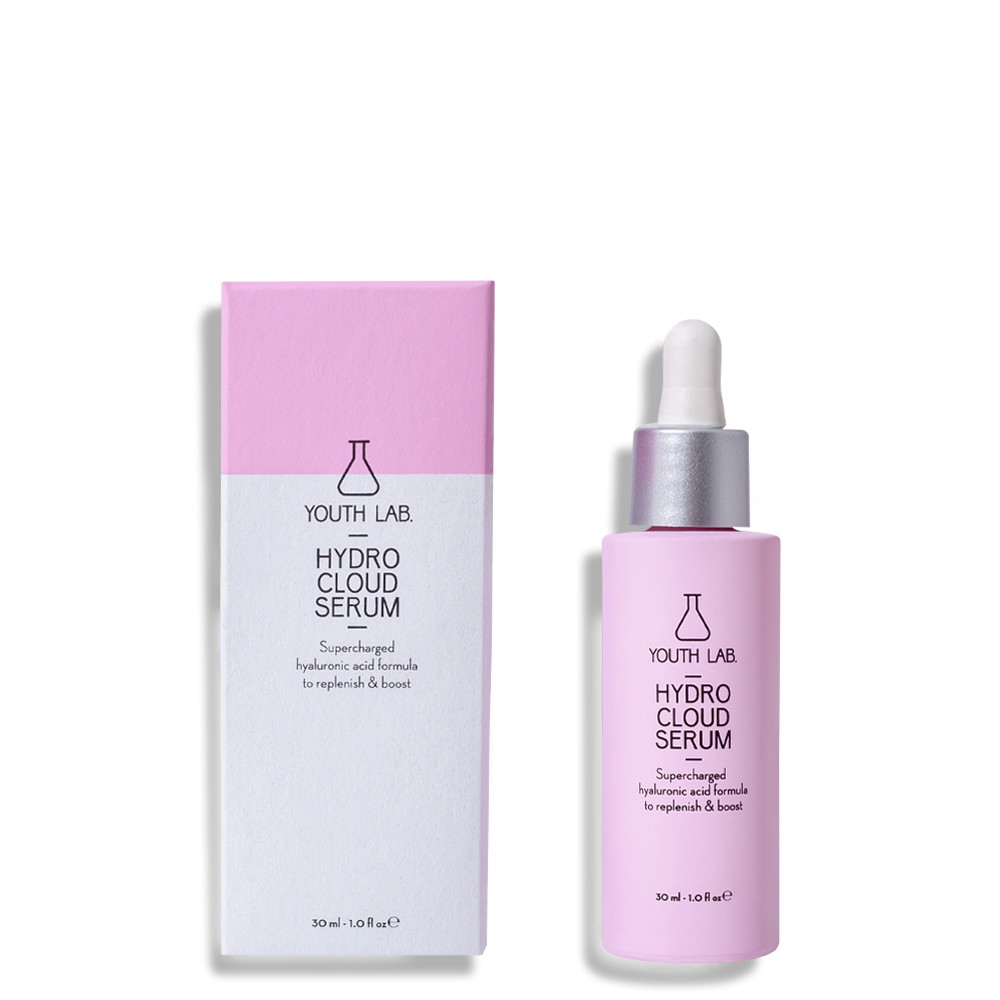 YOUTH LAB.
HYDRO
CLOUD
SERUM
Supercharged
hyaluronic acid formula
to replenish & boost
30 ml - 1.0 fl oz ℮
YOUTH LAB.
HYDRO
CLOUD
SERUM
Supercharged
hyaluronic acid formula
to replenish & boost
30 ml - 1.0 fl oz ℮